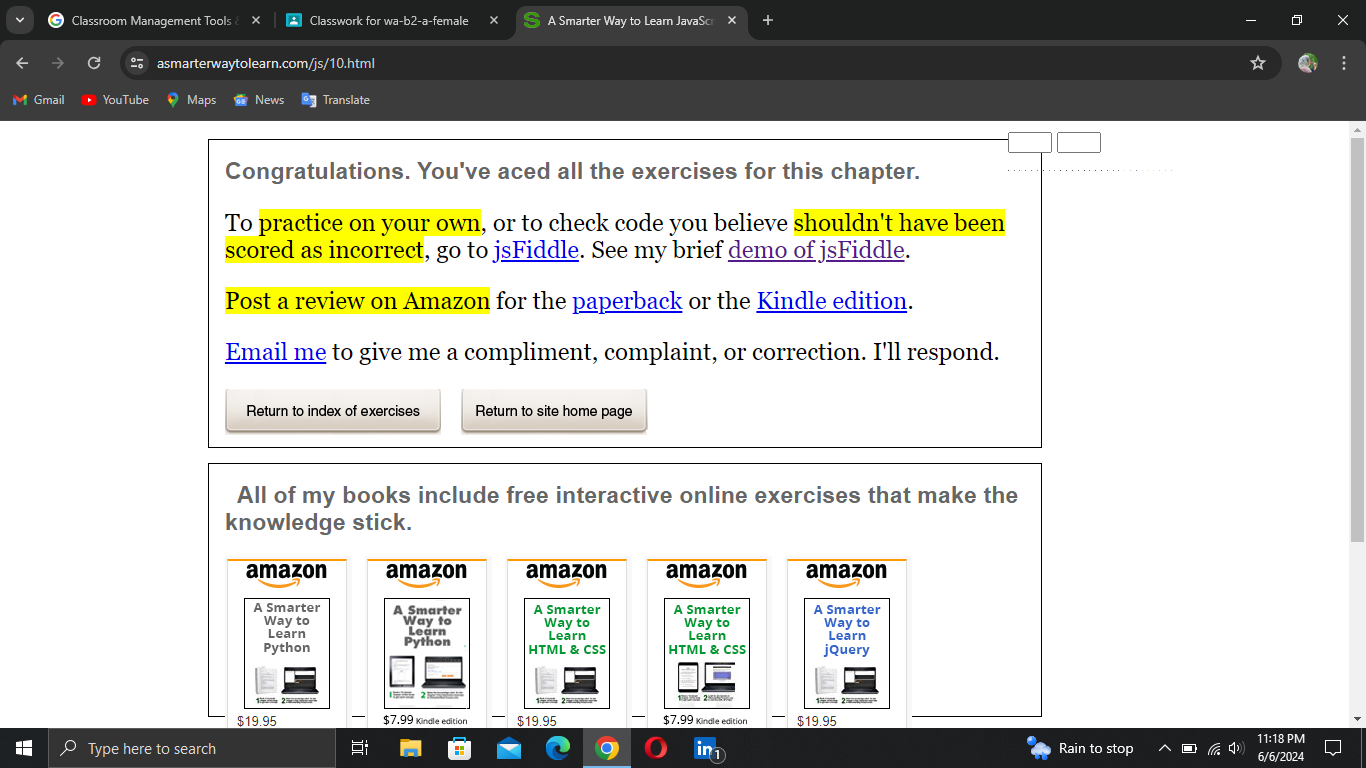 Classroom Management Tools &
Classwork for wa-b2-a-female
A Smarter Way to Learn JavaScr
asmarterwaytolearn.com/js/10.html
Gmail YouTube Maps News Translate
Congratulations. You've aced all the exercises for this chapter.
To practice on your own, or to check code you believe shouldn't have been
scored as incorrect, go to jsFiddle. See my brief demo of jsFiddle.
Post a review on Amazon for the paperback or the Kindle edition.
Email me to give me a compliment, complaint, or correction. I'll respond.
Return to index of exercises Return to site home page
All of my books include free interactive online exercises that make the
knowledge stick.
amazon amazon amazon amazon amazon
A Smarter A Smarter A Smarter A Smarter A Smarter
Way to Way to Way to Way to Way to
Learn Learn Learn Learn Learn
Python Python HTML & CSS HTML & CSS jQuery
$19.95 $7.99 Kindle edition $19.95 $7.99 Kindle edition $19.95
Type here to search
in 1
Rain to stop
11:18 PM
6/6/2024